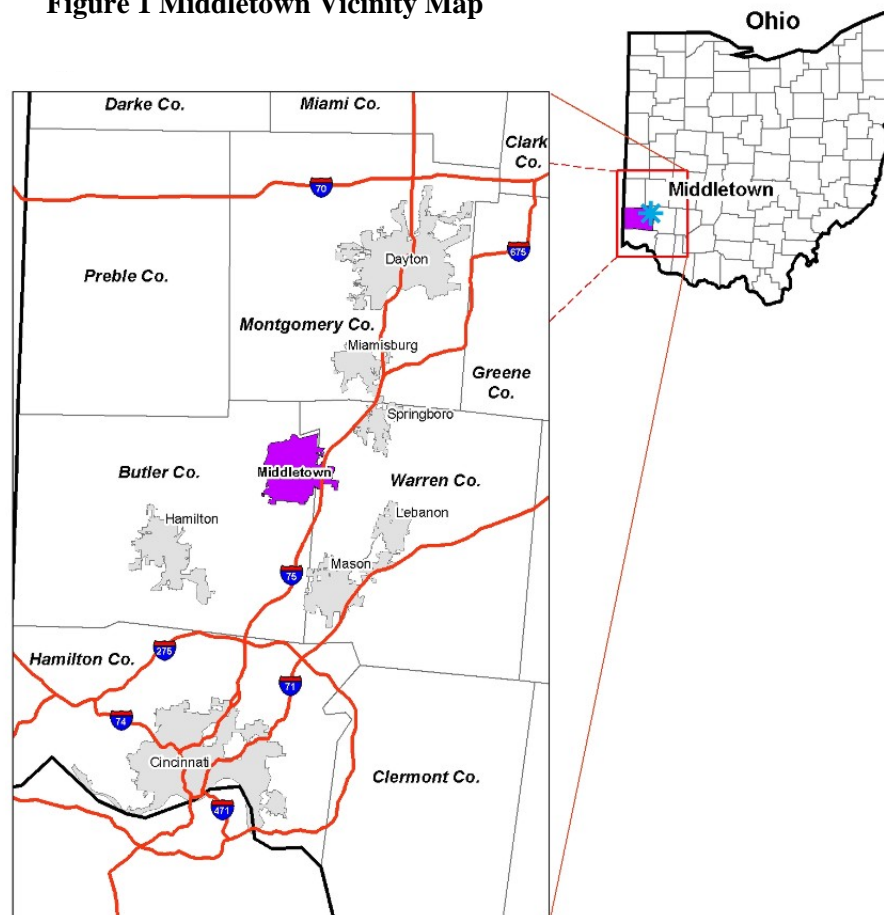 Figure 1 Middletown Vicinity Map
Ohio
Middletown
Darke Co.
Miami Co.
Clark
Co.
70
675
Dayton
Preble Co.
Montgomery Co.
Miamisburg
Greene
Co.
Springboro
Middletown
Butler Co.
Warren Co.
Hamilton
Lebanon
Mason
75
275
Hamilton Co.
71
74
Cincinnati
Clermont Co.
471